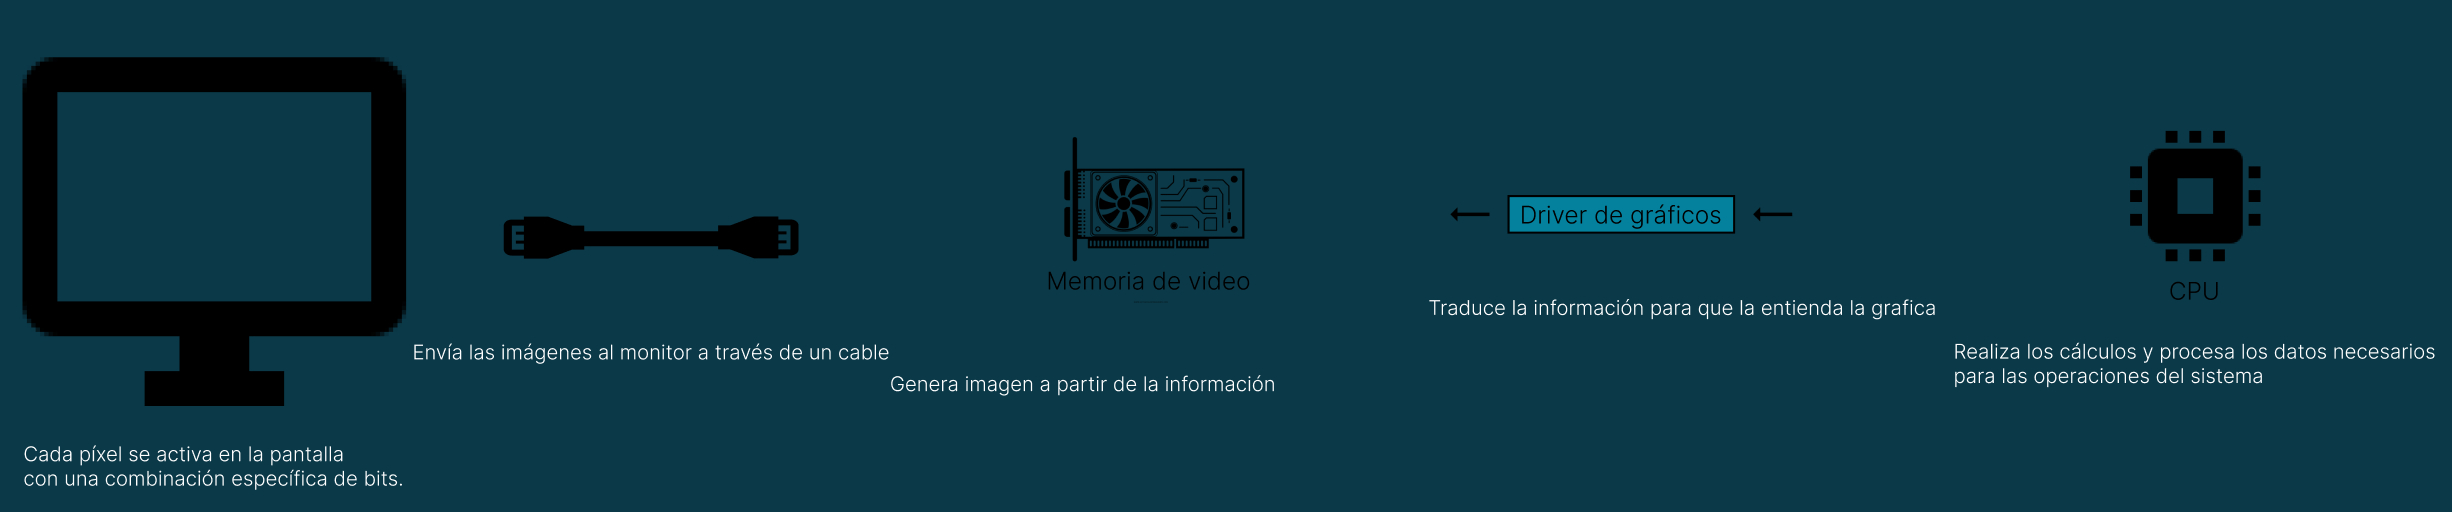 Driver de gráficos
Memoria de video
CPU
Traduce la información para que la entienda la grafica
Envía las imágenes al monitor a través de un cable
Realiza los cálculos y procesa los datos necesarios
para las operaciones del sistema
Genera imagen a partir de la información
Cada píxel se activa en la pantalla
con una combinación específica de bits.